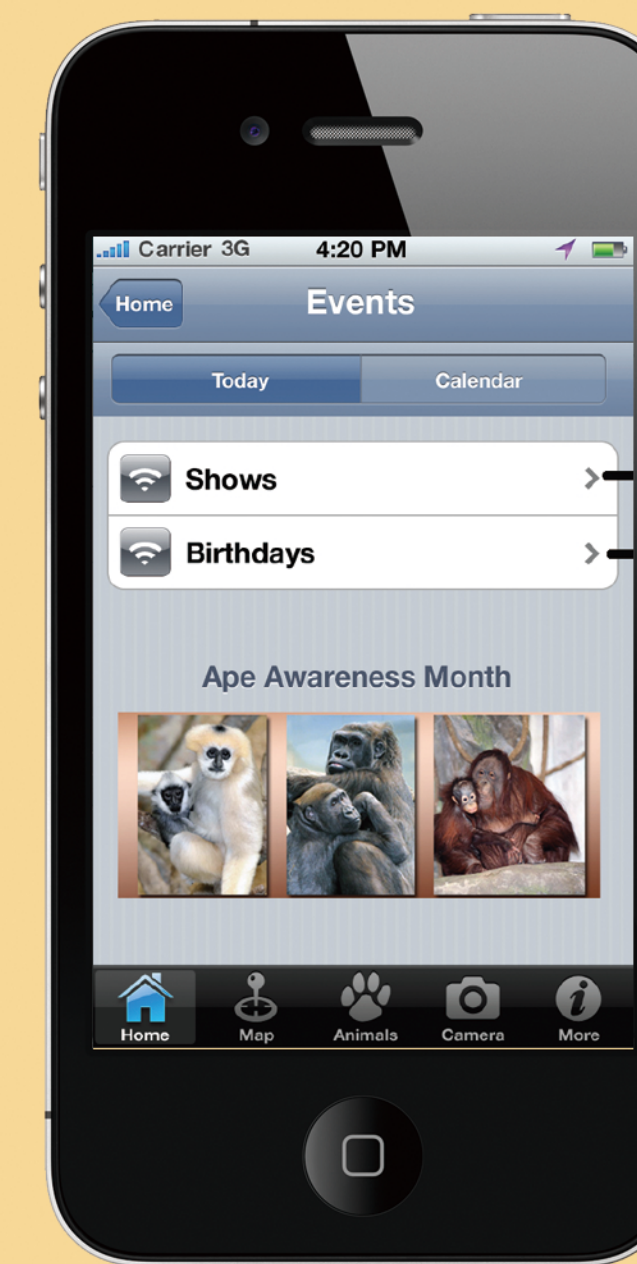 Carrier 3G 4:20 PM
Home Events
Today Calendar
Shows
Birthdays
Ape Awareness Month
Home Map Animals Camera More